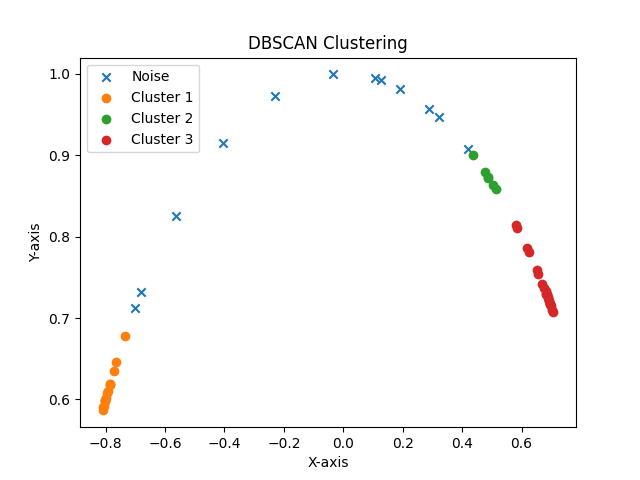 DBSCAN Clustering
Noise
Cluster 1
Cluster 2
Cluster 3
1.0
0.9
0.8
0.7
0.6
Y-axis
−0.8 −0.6 −0.4 −0.2 0.0 0.2 0.4 0.6
X-axis